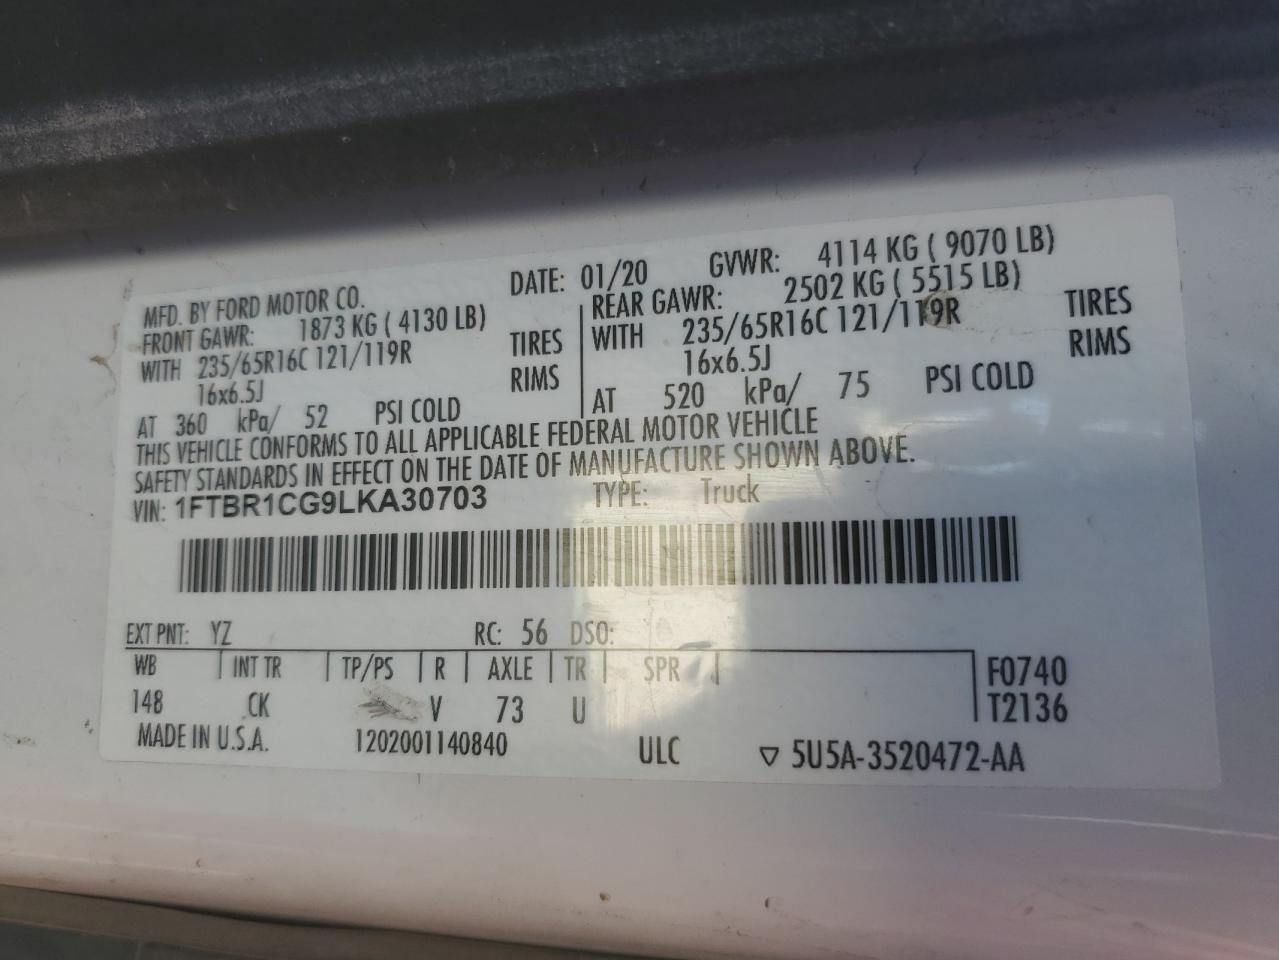 MFD. BY FORD MOTOR CO. DATE: 01/20 GVWR: 4114 KG ( 9070 LB)
FRONT GAWR: 1873 KG ( 4130 LB) REAR GAWR: 2502 KG ( 5515 LB)
WITH 235/65R16C 121/119R TIRES WITH 235/65R16C 121/119R TIRES
16x6.5J RIMS 16x6.5J RIMS
AT 360 kPa/ 52 PSI COLD AT 520 kPa/ 75 PSI COLD
THIS VEHICLE CONFORMS TO ALL APPLICABLE FEDERAL MOTOR VEHICLE
SAFETY STANDARDS IN EFFECT ON THE DATE OF MANUFACTURE SHOWN ABOVE.
VIN: 1FTBR1CG9LKA30703 TYPE: Truck
EXT PNT: YZ RC: 56 DSO:
WB INT TR TP/PS R AXLE TR SPR F0740
148 CK V 73 U T2136
MADE IN U.S.A. 1202001140840 ULC ▽ 5U5A-3520472-AA